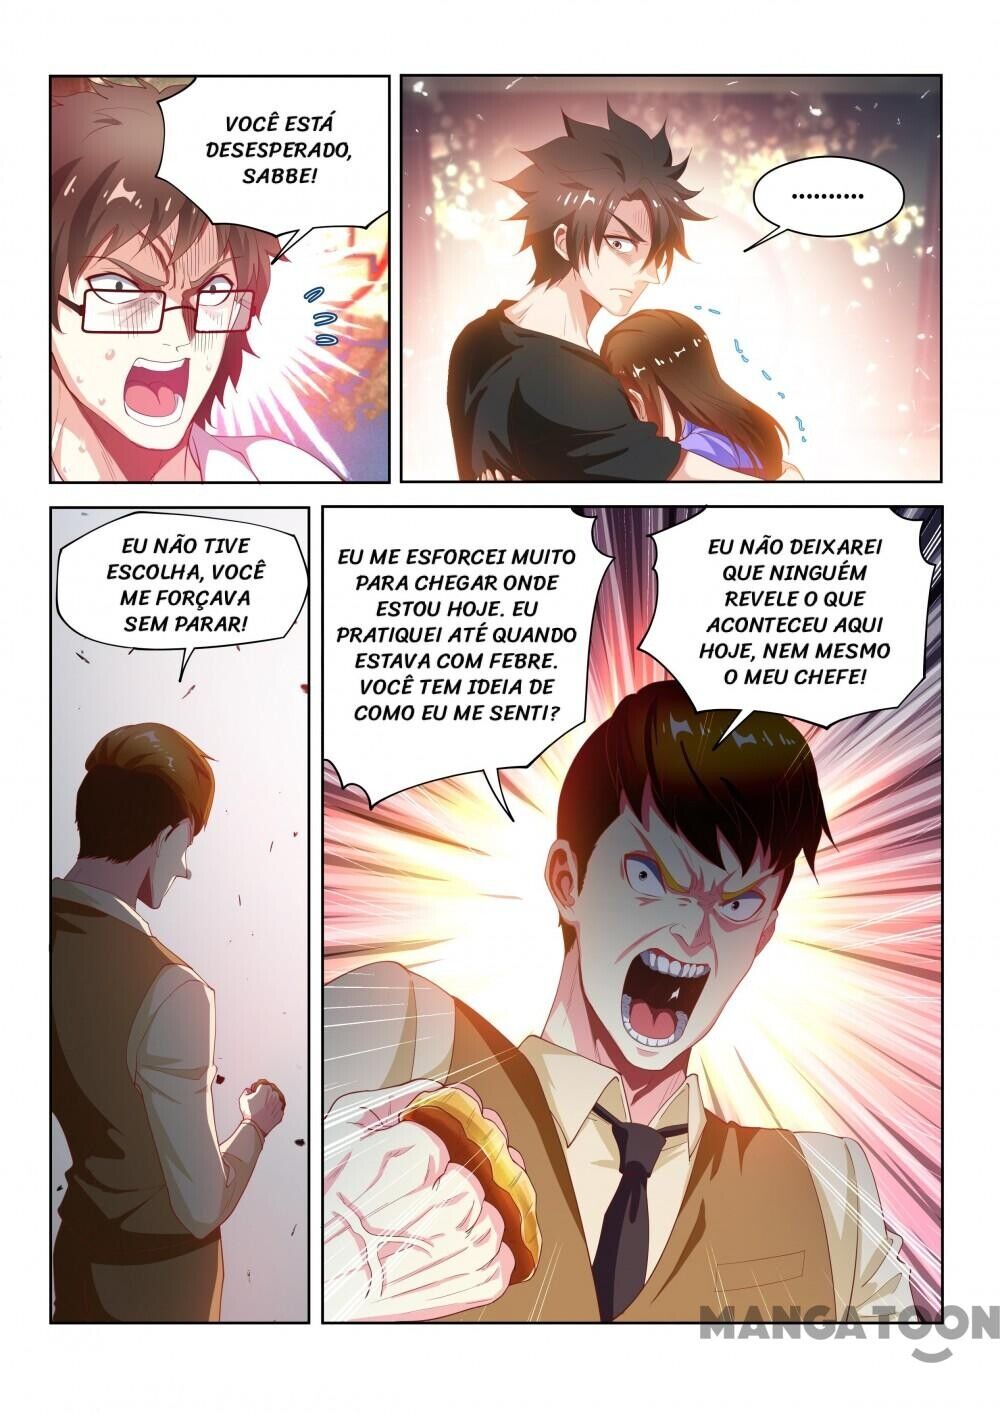 VOCÊ ESTÁ
DESESPERADO,
SABBE!
...........
EU NÃO TIVE
ESCOLHA, VOCÊ
ME FORÇAVA
SEM PARAR!
EU ME ESFORCEI MUITO
PARA CHEGAR ONDE
ESTOU HOJE. EU
PRATIQUEI ATÉ QUANDO
ESTAVA COM FEBRE.
VOCÊ TEM IDEIA DE
COMO EU ME SENTI?
EU NÃO DEIXAREI
QUE NINGUÉM
REVELE O QUE
ACONTECEU AQUI
HOJE, NEM MESMO
O MEU CHEFE!
MANGATOON